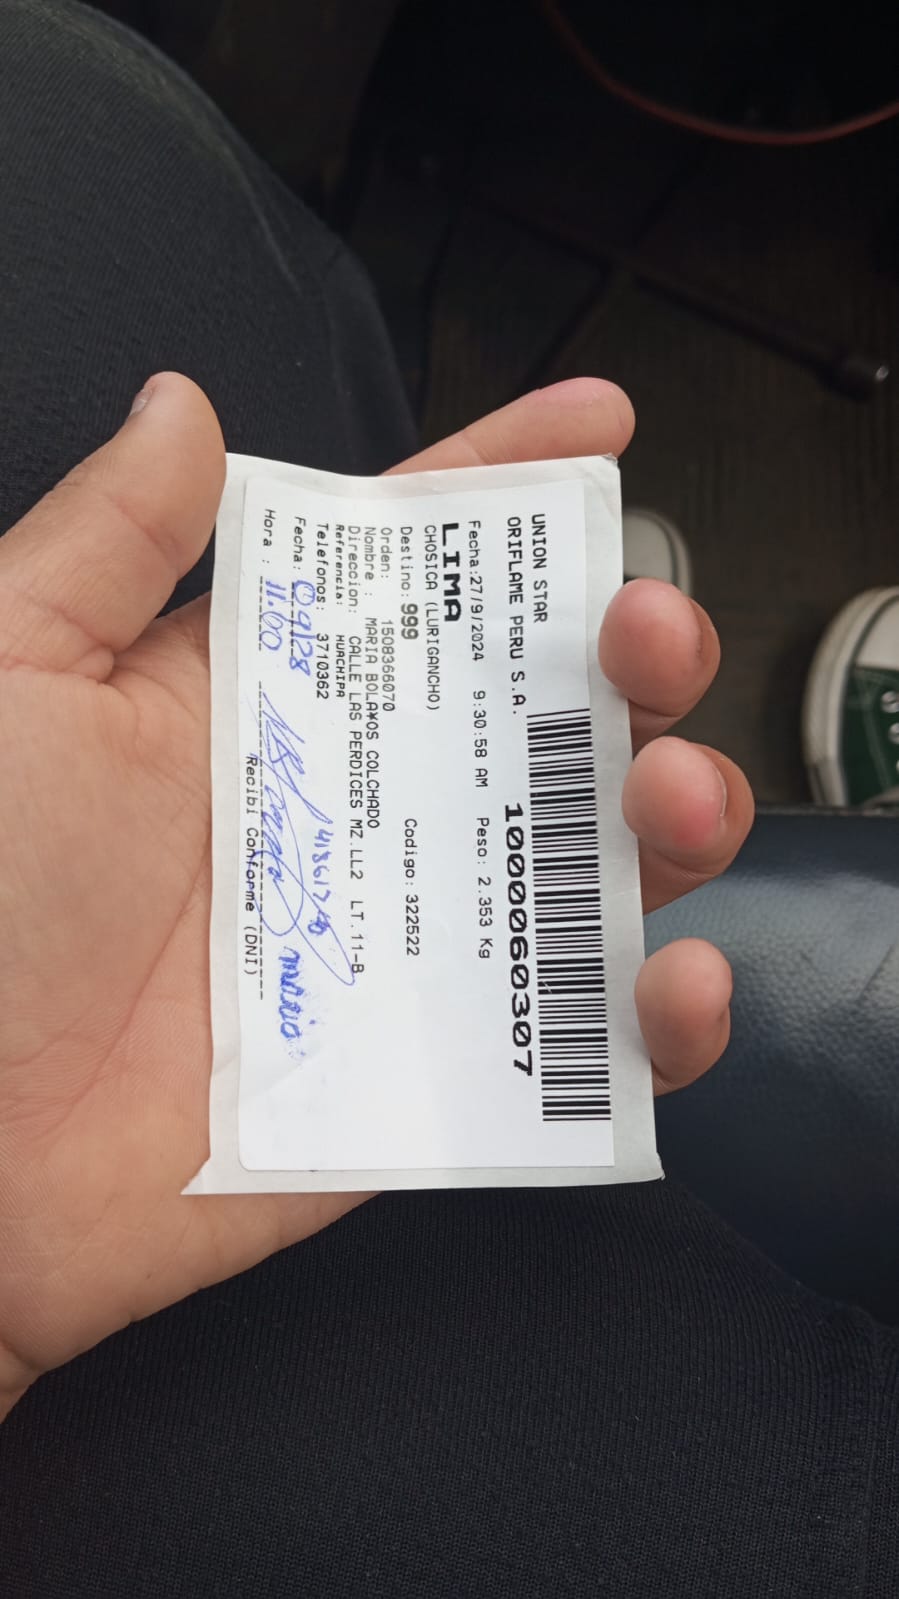 UNION STAR
ORIFLAME PERU S.A. 1000060307
Fecha:27/9/2024 9:30:58 AM Peso: 2.353 Kg
LIMA
CHOSICA (LURIGANCHO)
Destino: 999 Codigo: 322522
Orden: 1508366070
Nombre : MARIA BOLA¥OS COLCHADO
Direccion: CALLE LAS PERDICES MZ.LL2 LT.11-B
Referencia: HUACHIPA
Telefonos: 3710362
Fecha: 09/28
Hora : 11:00
Recibi Conforme (DNI)